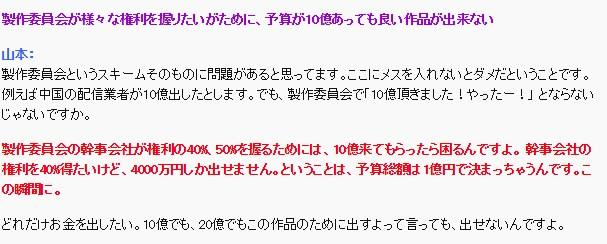 製作委員会が様々な権利を握りたいがために、予算が10億あっても良い作品が出来ない
山本：
製作委員会というスキームそのものに問題があると思ってます。ここにメスを入れないとダメだということです。
例えば中国の配信業者が10億出したとします。でも、製作委員会で「10億頂きました！やったー！」とならない
じゃないですか。
製作委員会の幹事会社が権利の40%、50%を握るためには、10億来てもらったら困るんですよ。幹事会社の
権利を40%得たいけど、4000万円しか出せません。ということは、予算総額は1億円で決まっちゃうんです。こ
の瞬間に。
どれだけお金を出したい。10億でも、20億でもこの作品のために出すよって言っても、出せないんですよ。